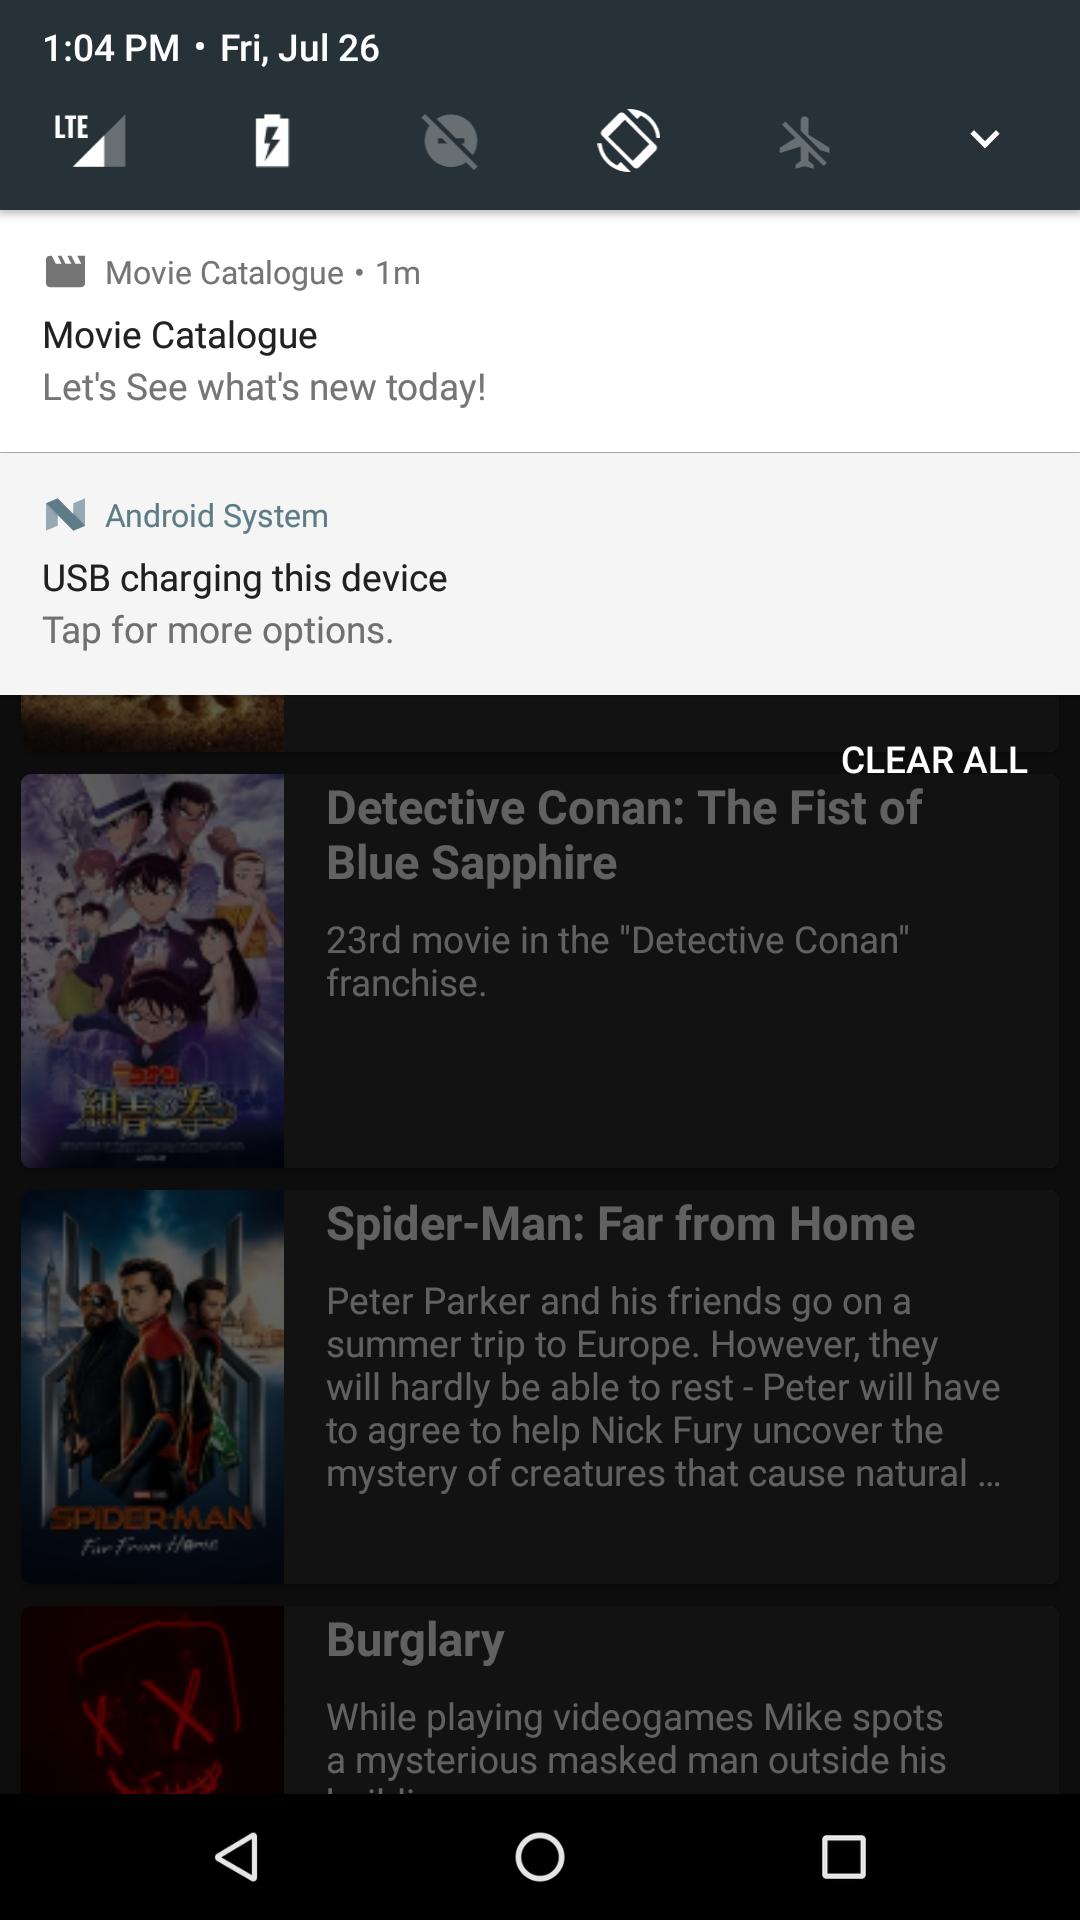 1:04 PM • Fri, Jul 26
LTE
Movie Catalogue • 1m
Movie Catalogue
Let's See what's new today!
Android System
USB charging this device
Tap for more options.
CLEAR ALL
Detective Conan: The Fist of
Blue Sapphire
23rd movie in the "Detective Conan"
franchise.
Spider-Man: Far from Home
Peter Parker and his friends go on a
summer trip to Europe. However, they
will hardly be able to rest - Peter will have
to agree to help Nick Fury uncover the
mystery of creatures that cause natural ...
SPIDER-MAN
Far From Home
Burglary
While playing videogames Mike spots
a mysterious masked man outside his